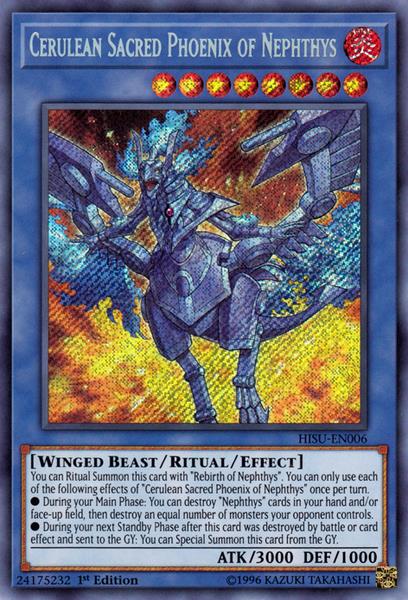 CERULEAN SACRED PHOENIX OF NEPHTHYS
炎
HISU-EN006
[WINGED BEAST/RITUAL/EFFECT]
You can Ritual Summon this card with "Rebirth of Nephthys". You can only use each
of the following effects of "Cerulean Sacred Phoenix of Nephthys" once per turn.
● During your Main Phase: You can destroy "Nephthys" cards in your hand and/or
face-up field, then destroy an equal number of monsters your opponent controls.
● During your next Standby Phase after this card was destroyed by battle or card
effect and sent to the GY: You can Special Summon this card from the GY.
ATK/3000 DEF/1000
24175232 1st Edition ©1996 KAZUKI TAKAHASHI